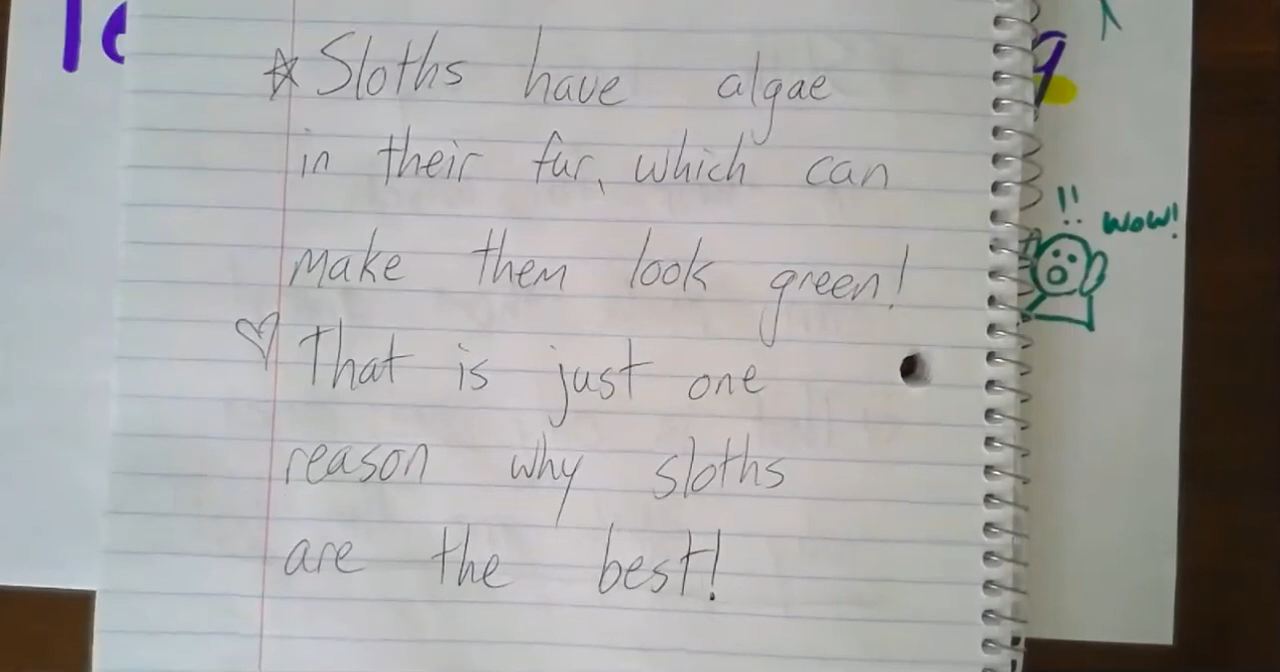 ☆ Sloths have algae
in their fur, which can
make them look green!
♡ That is just one
reason why sloths
are the best!
!!
wow!